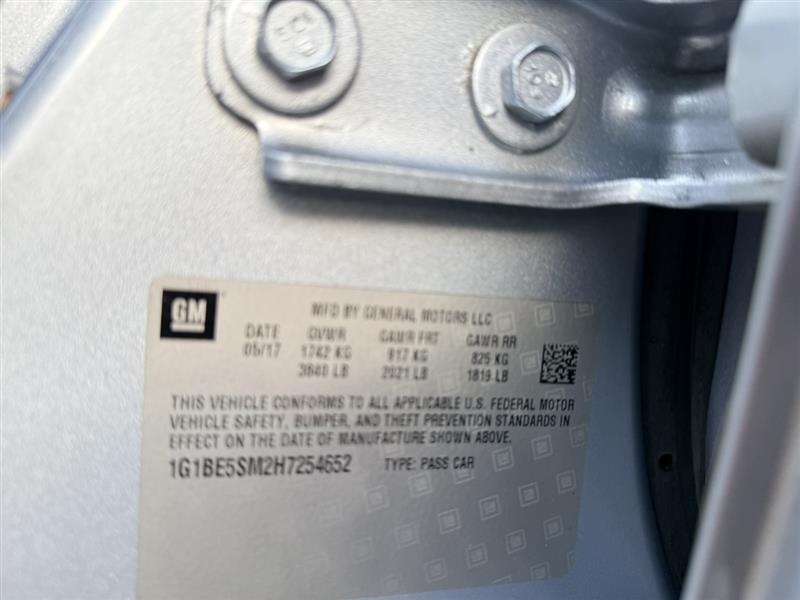 GM
MFD BY GENERAL MOTORS LLC
DATE GVWR GAWR FRT GAWR RR
05/17 1742 KG 917 KG 825 KG
3840 LB 2021 LB 1819 LB
THIS VEHICLE CONFORMS TO ALL APPLICABLE U.S. FEDERAL MOTOR
VEHICLE SAFETY, BUMPER, AND THEFT PREVENTION STANDARDS IN
EFFECT ON THE DATE OF MANUFACTURE SHOWN ABOVE.
1G1BE5SM2H7254652 TYPE: PASS CAR